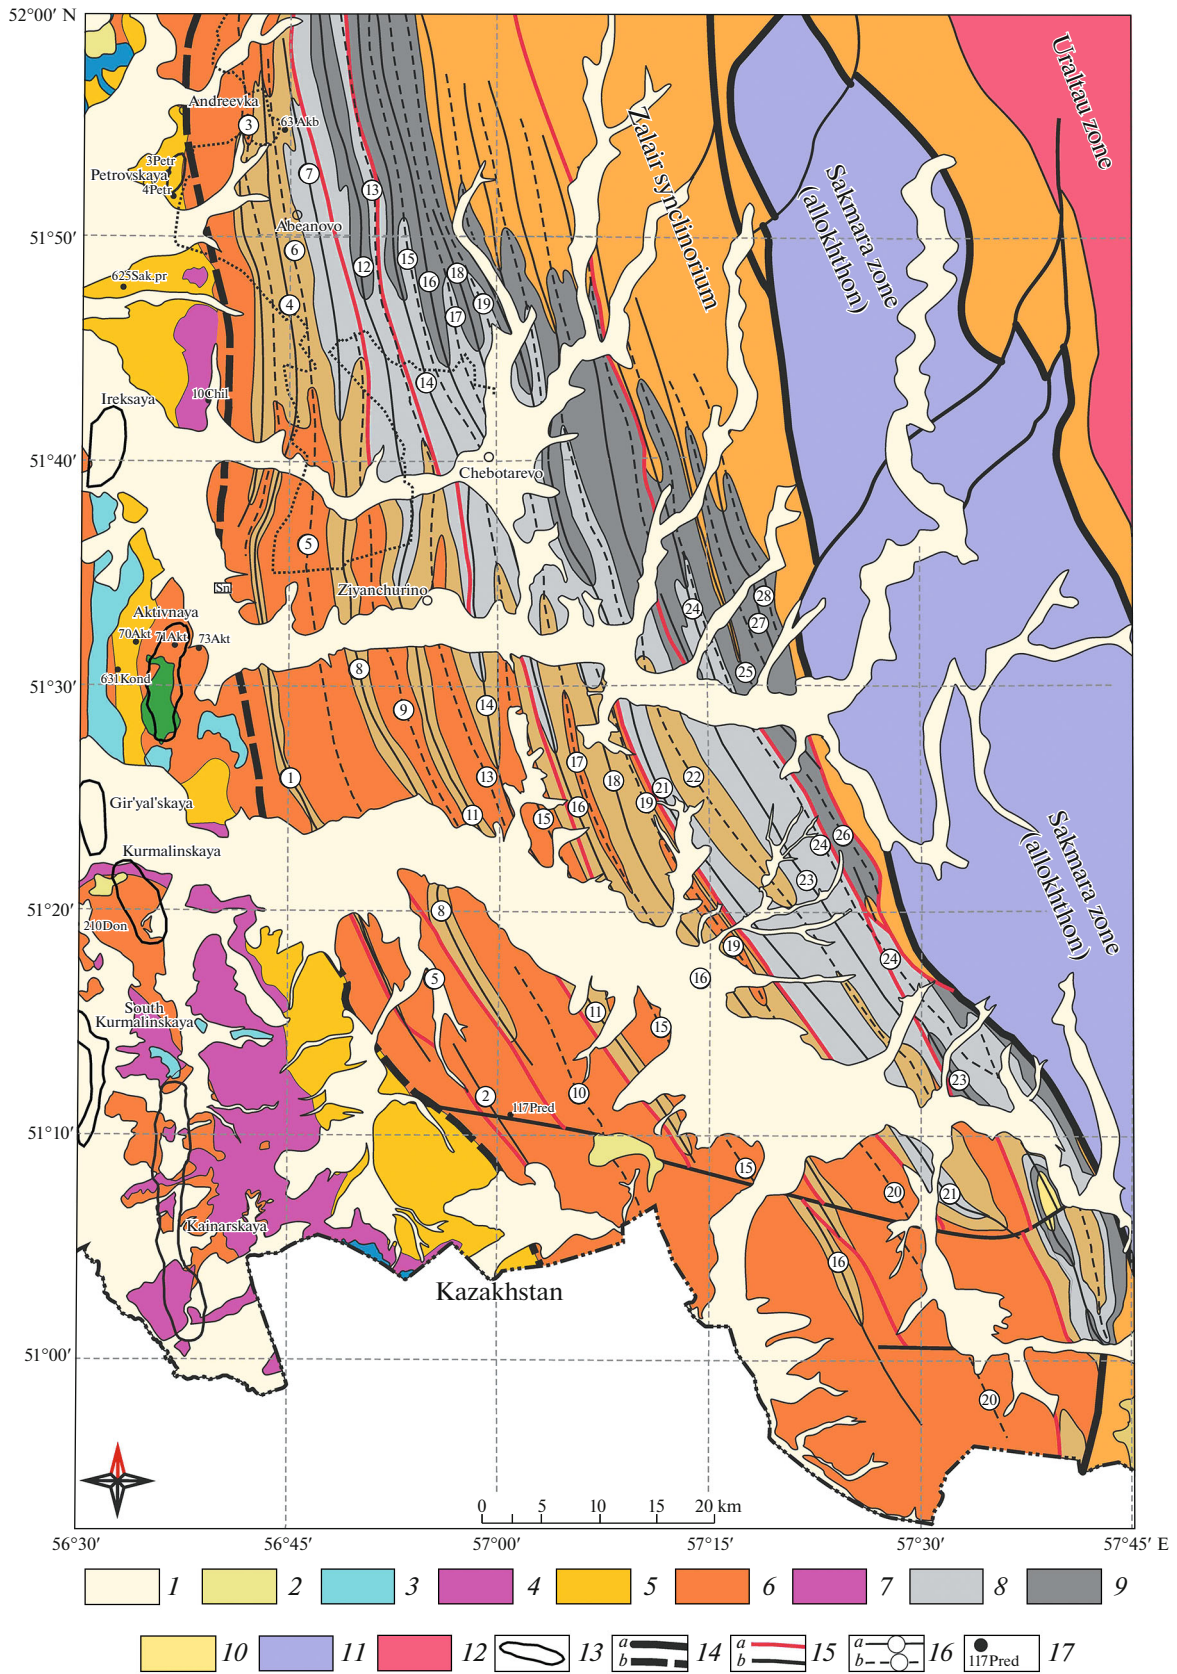 52°00′ N
Uraltau zone
Zalair synclinorium
Sakmara zone
(allokhthon)
Andreevka
3
63 Akb
3Petr
Petrovskaya
4Petr
7
13
Abeanovo
51°50′
6
12
15
16
18
625Sak.pr
4
17
19
14
10Chil
Ireksaya
51°40′
Chebotarevo
5
Sn
Ziyanchurino
28
24
27
Aktivnaya
70Akt
71Akt
73Akt
8
25
631Kond
51°30′
9
14
17
18
22
1
13
21
Gir'yal'skaya
11
15
16
19
26
24
Kurmalinskaya
23
Sakmara zone
(allokhthon)
51°20′
8
210Don
19
24
5
16
South
Kurmalinskaya
11
15
23
2
10
117Pred
51°10′
15
20
21
Kainarskaya
16
Kazakhstan
51°00′
20
0 5 10 15 20 km
56°30′ 56°45′ 57°00′ 57°15′ 57°30′ 57°45′ E
1 2 3 4 5 6 7 8 9
10 11 12 13 a b 14 a b 15 a b 16 117Pred 17